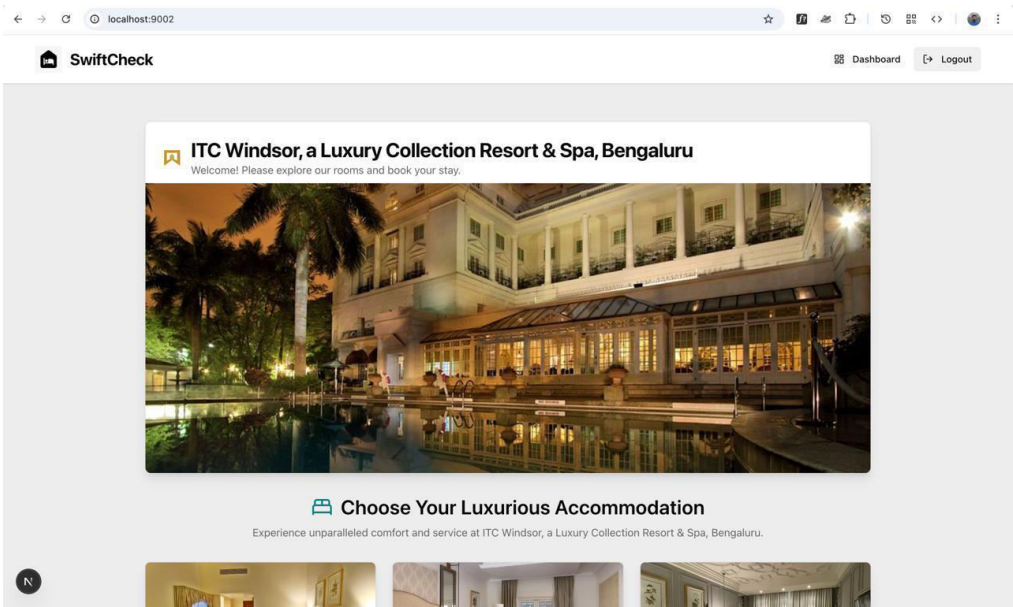 localhost:9002
SwiftCheck
Dashboard
Logout
ITC Windsor, a Luxury Collection Resort & Spa, Bengaluru
Welcome! Please explore our rooms and book your stay.
Choose Your Luxurious Accommodation
Experience unparalleled comfort and service at ITC Windsor, a Luxury Collection Resort & Spa, Bengaluru.
N